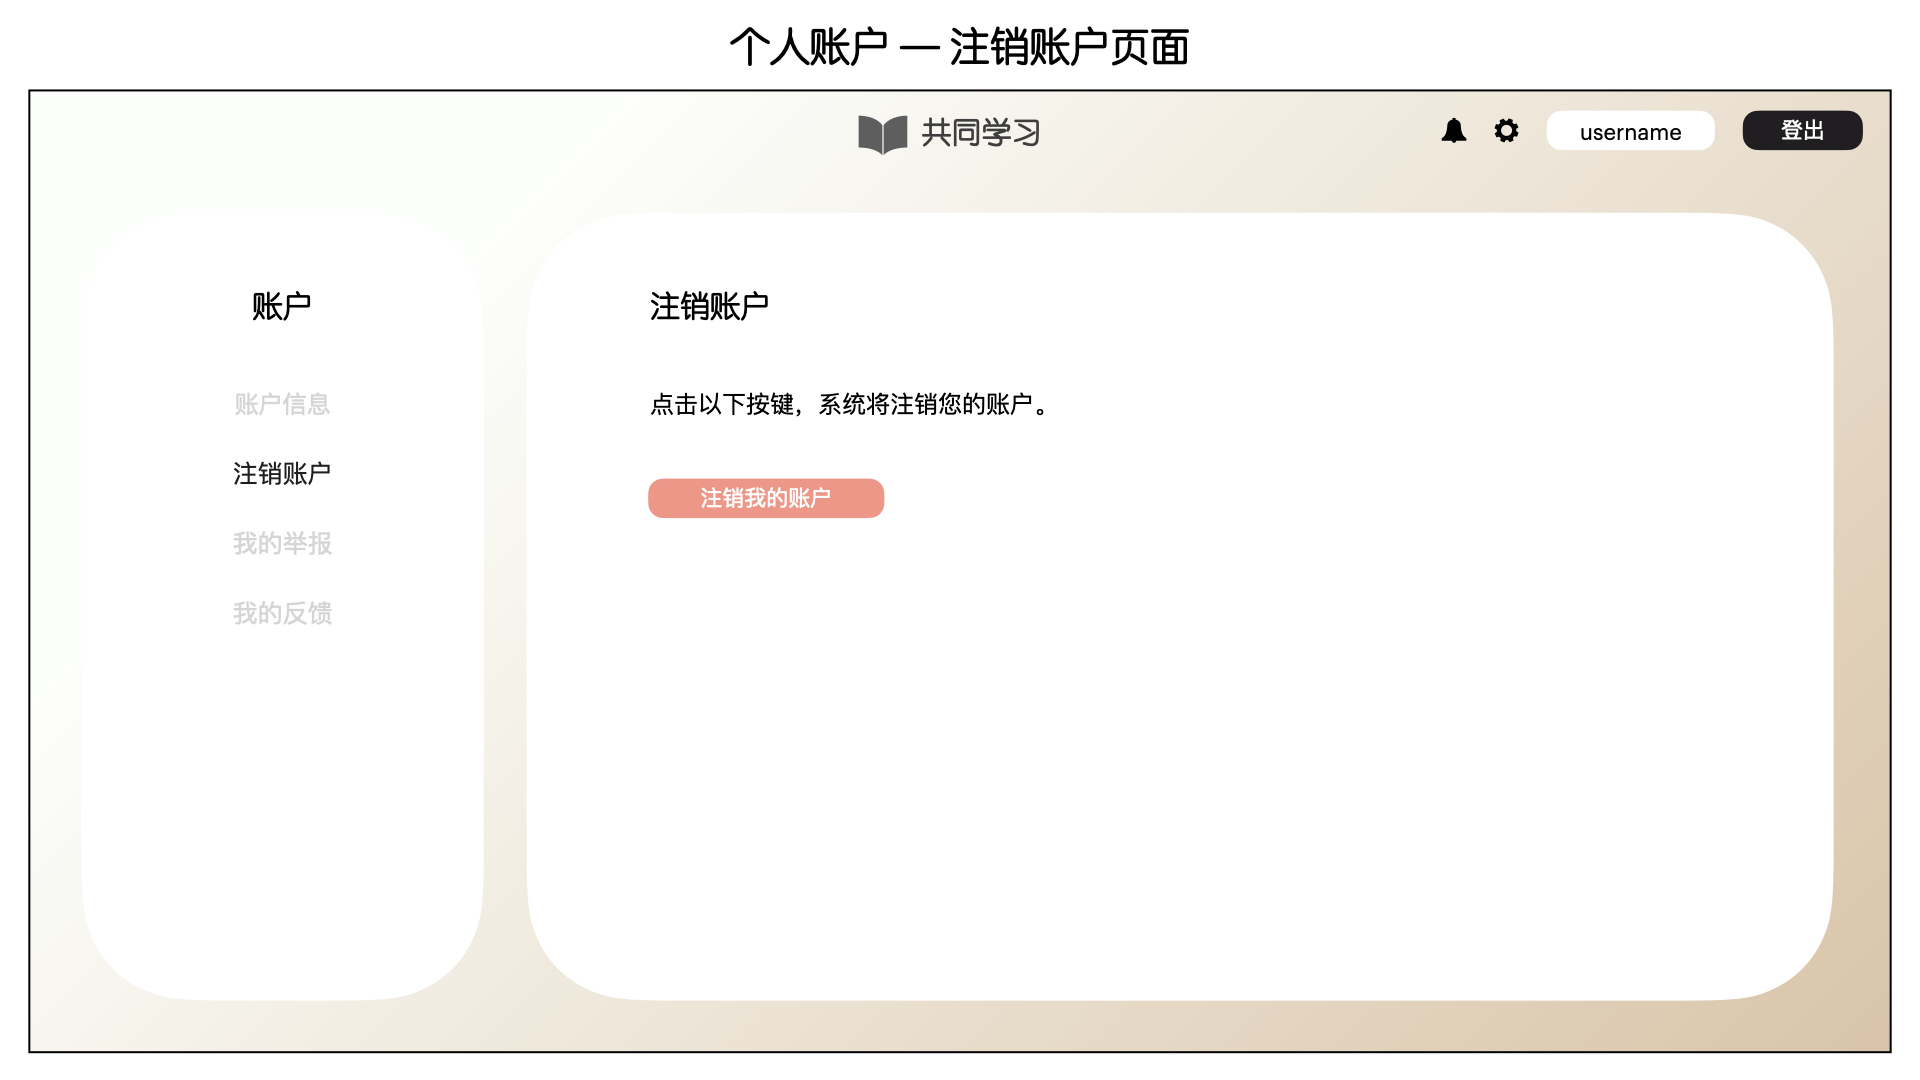 个人账户 — 注销账户页面
共同学习
username
登出
账户
账户信息
注销账户
我的举报
我的反馈
注销账户
点击以下按键，系统将注销您的账户。
注销我的账户